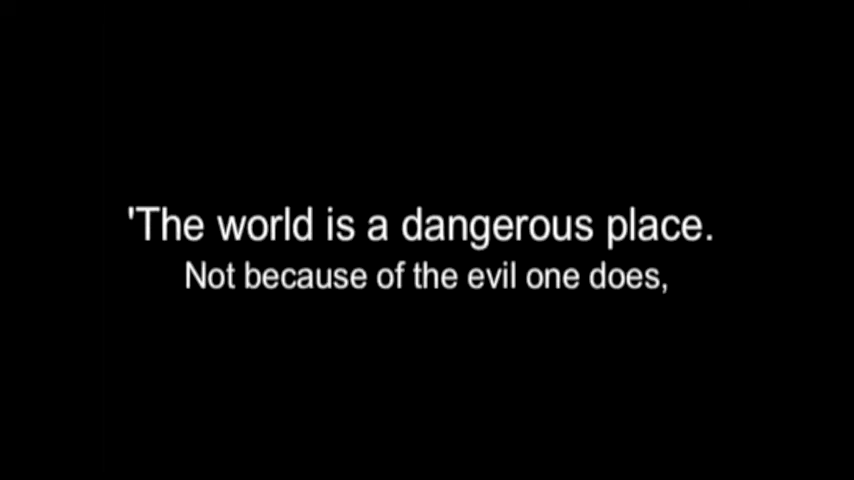 'The world is a dangerous place.
Not because of the evil one does,